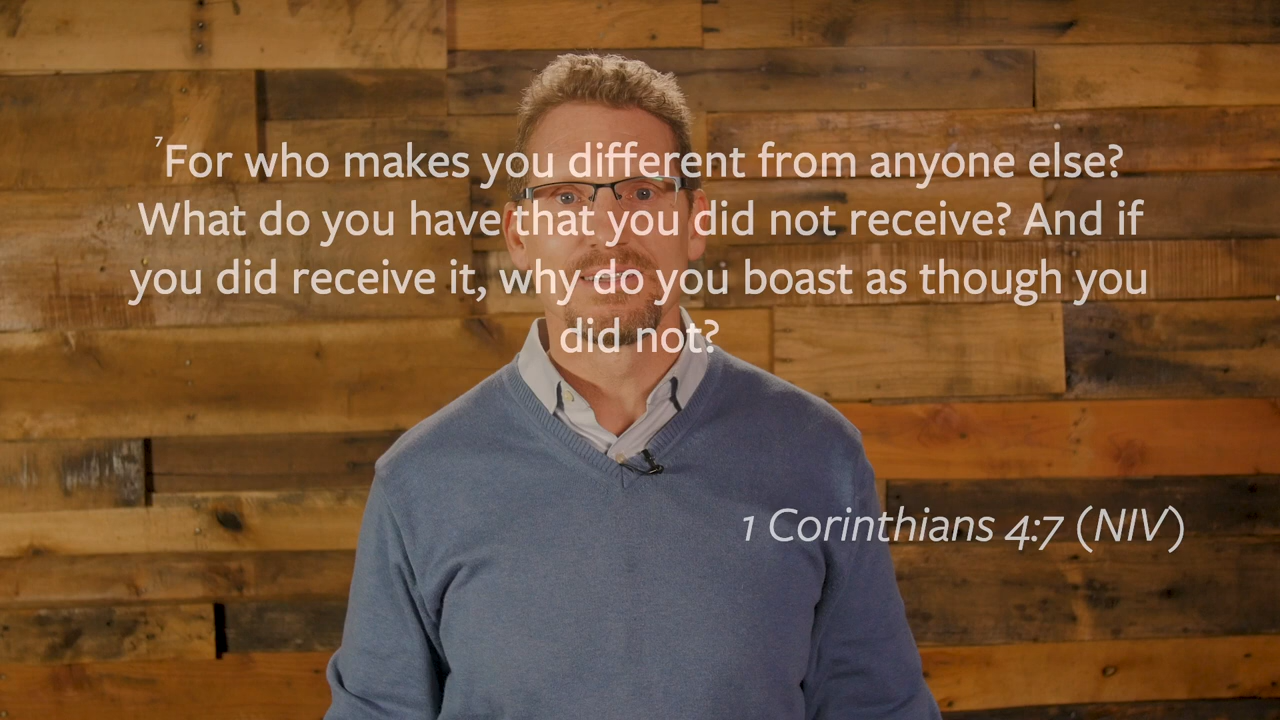 ⁷For who makes you different from anyone else?
What do you have that you did not receive? And if
you did receive it, why do you boast as though you
did not?
1 Corinthians 4:7 (NIV)